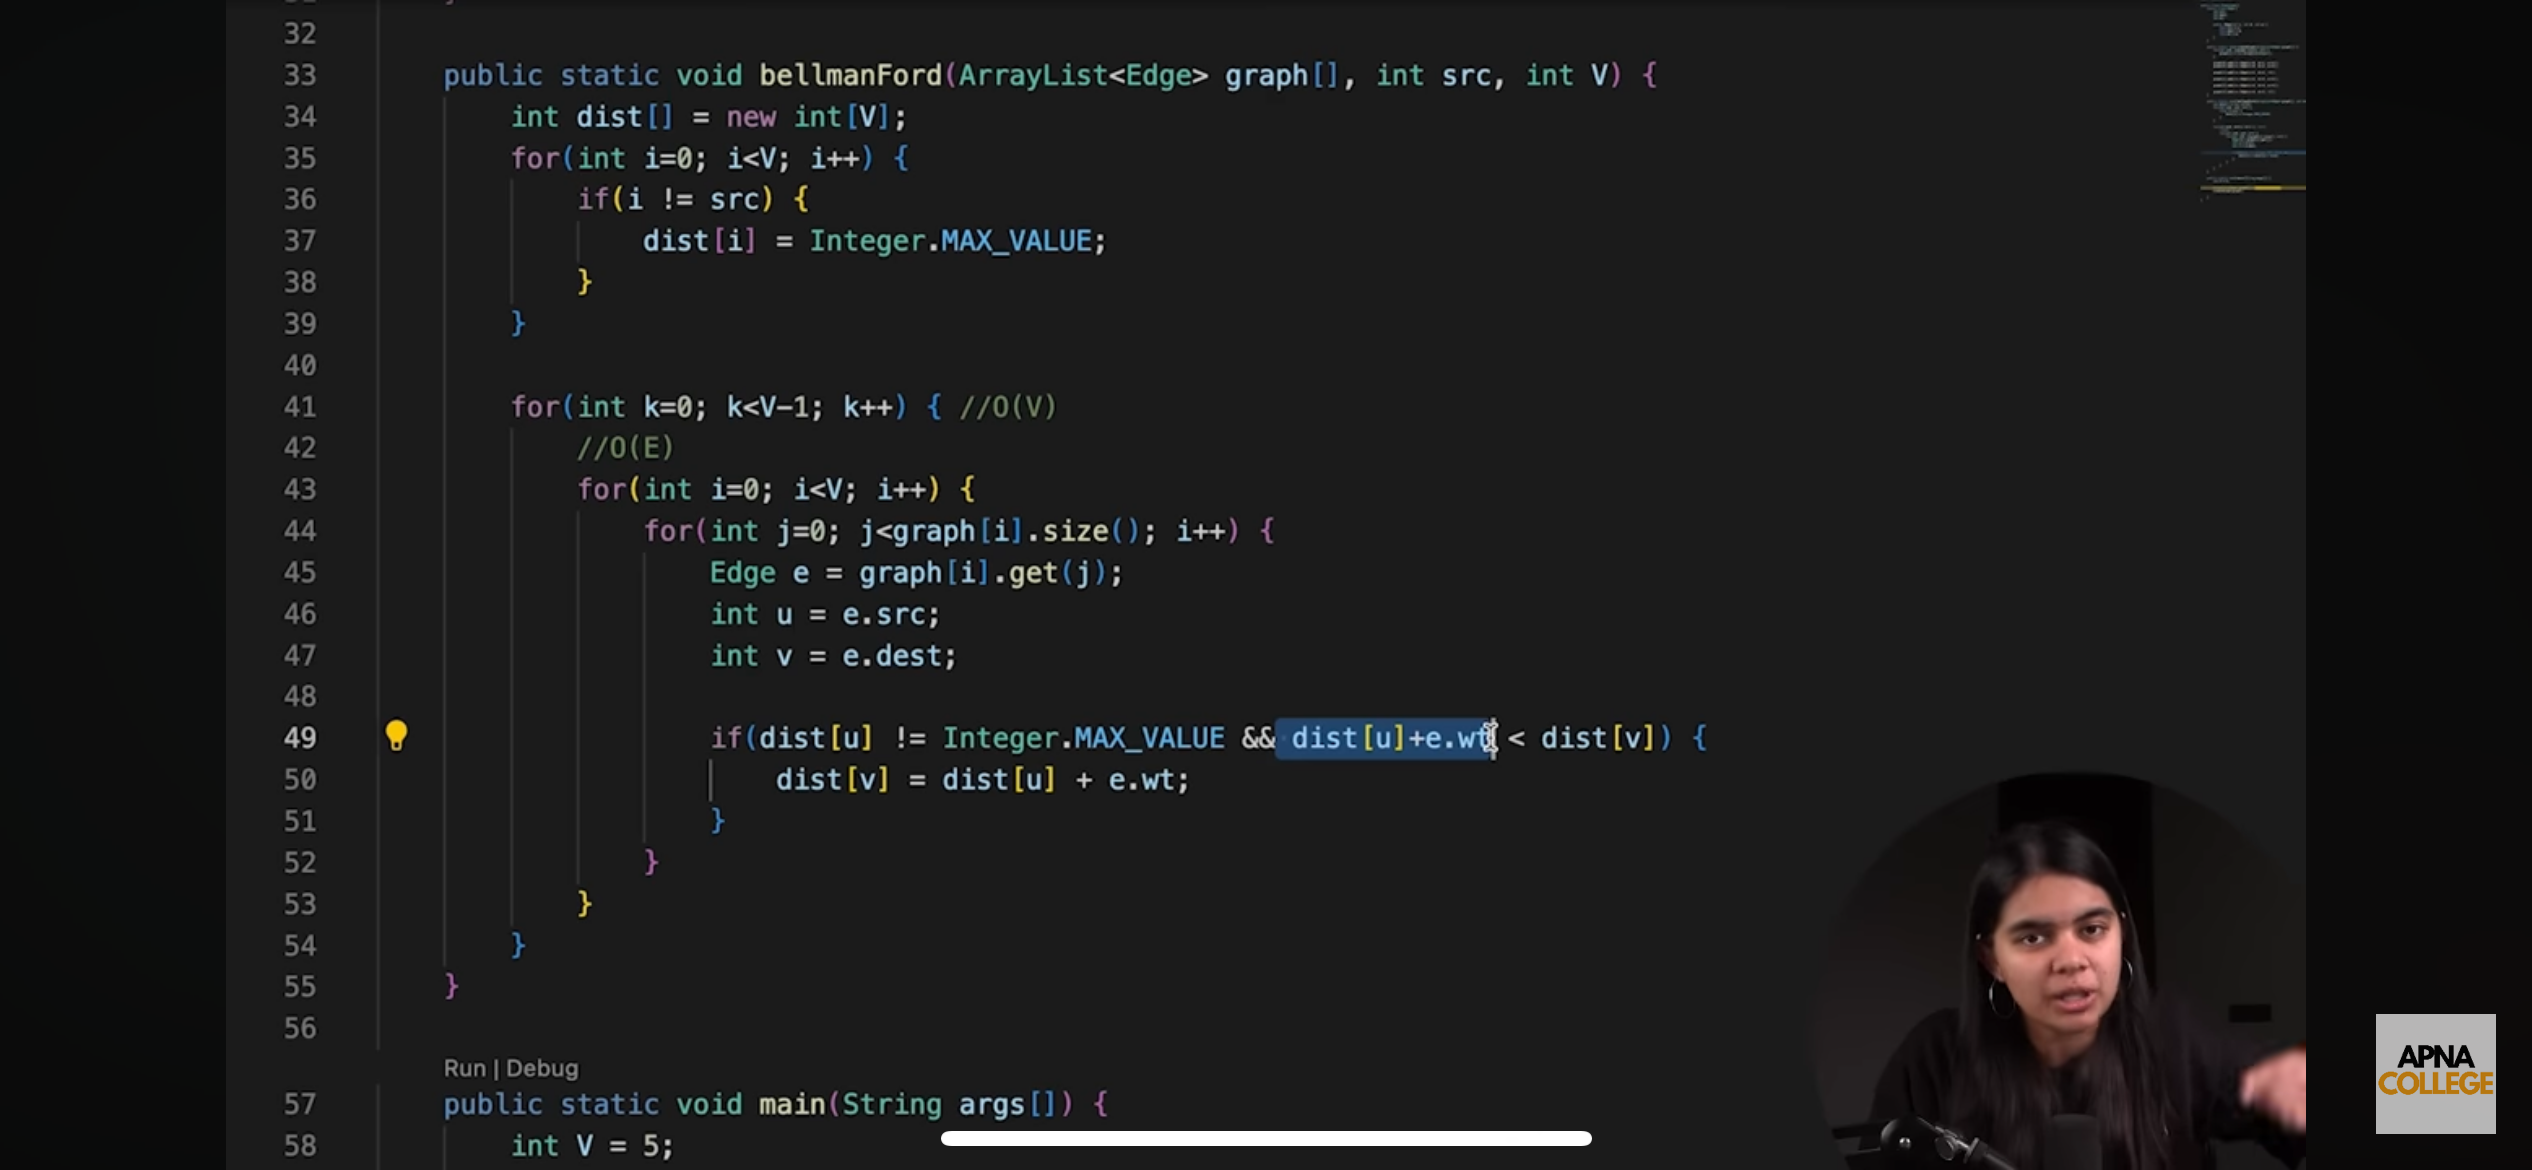 32
33 public static void bellmanFord(ArrayList<Edge> graph[], int src, int V) {
34 int dist[] = new int[V];
35 for(int i=0; i<V; i++) {
36 if(i != src) {
37 dist[i] = Integer.MAX_VALUE;
38 }
39 }
40
41 for(int k=0; k<V-1; k++) { //O(V)
42 //O(E)
43 for(int i=0; i<V; i++) {
44 for(int j=0; j<graph[i].size(); i++) {
45 Edge e = graph[i].get(j);
46 int u = e.src;
47 int v = e.dest;
48
49 if(dist[u] != Integer.MAX_VALUE && dist[u]+e.wt < dist[v]) {
50 dist[v] = dist[u] + e.wt;
51 }
52 }
53 }
54 }
55 }
56
Run | Debug
57 public static void main(String args[]) {
58 int V = 5;
APNA
COLLEGE